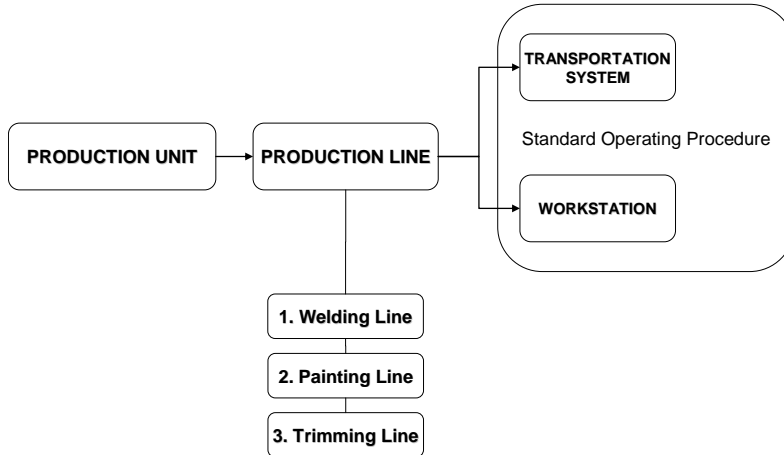 TRANSPORTATION
SYSTEM
PRODUCTION UNIT
PRODUCTION LINE
Standard Operating Procedure
WORKSTATION
1. Welding Line
2. Painting Line
3. Trimming Line